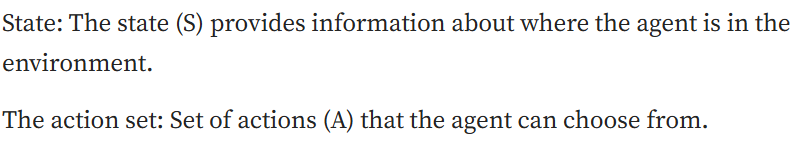 State: The state (S) provides information about where the agent is in the
environment.
The action set: Set of actions (A) that the agent can choose from.